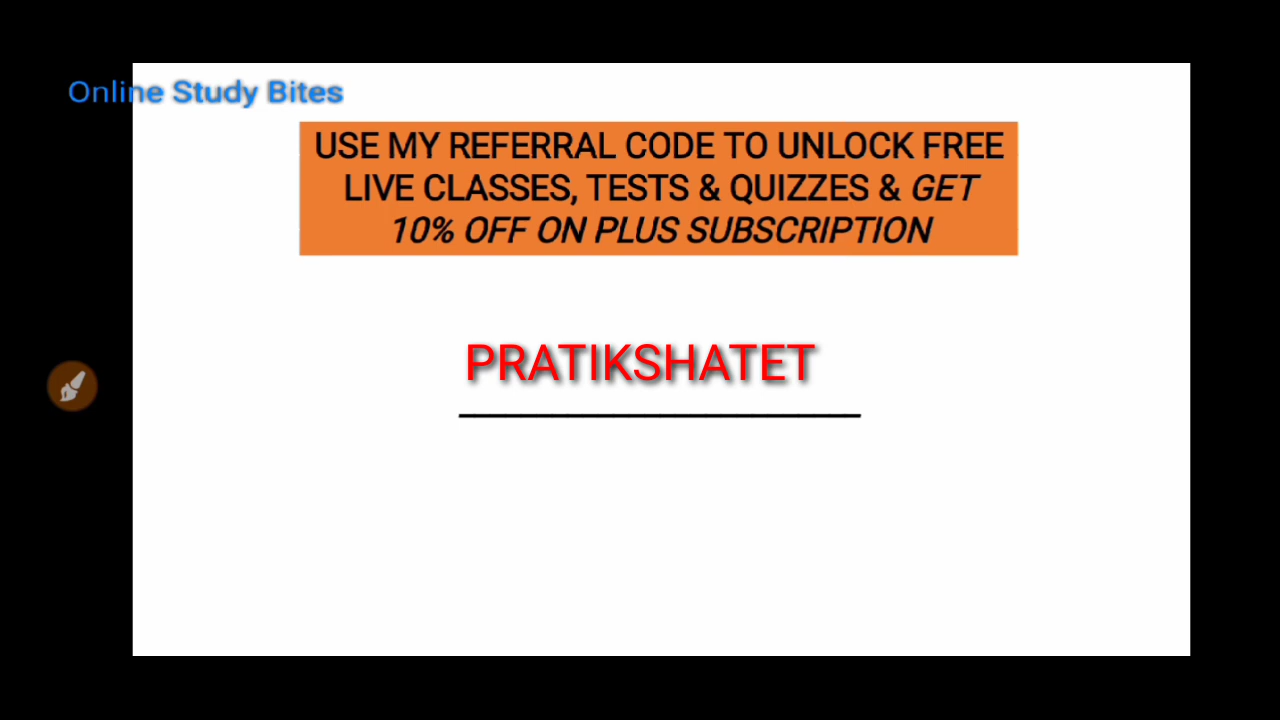 Online Study Bites
USE MY REFERRAL CODE TO UNLOCK FREE
LIVE CLASSES, TESTS & QUIZZES & GET
10% OFF ON PLUS SUBSCRIPTION
PRATIKSHATET